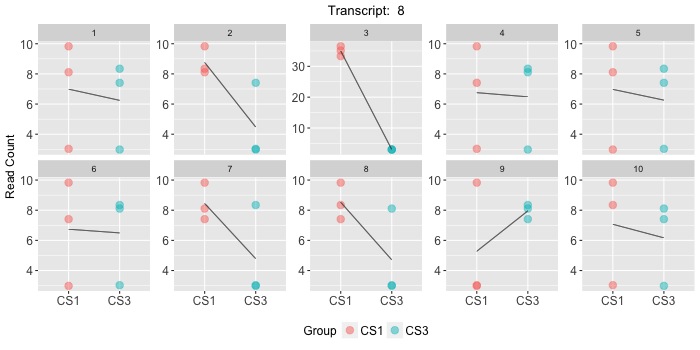 Transcript: 8
1 2 3 4 5
10 10 10 10
8 30 8 8 8
6 20 6 6 6
4 10 4 4 4
Read Count
6 7 8 9 10
10 10 10 10 10
8 8 8 8 8
6 6 6 6 6
4 4 4 4 4
CS1 CS3 CS1 CS3 CS1 CS3 CS1 CS3 CS1 CS3
Group CS1 CS3